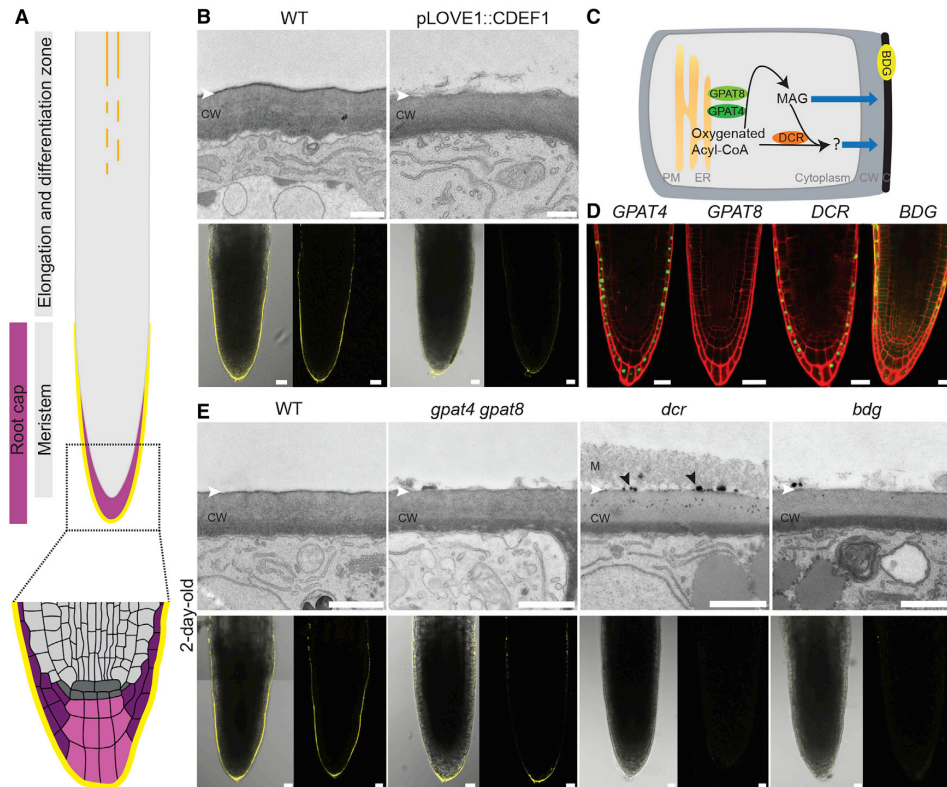 A
Elongation and differentiation zone
Root cap
Meristem
B
WT
pLOVE1::CDEF1
CW
CW
C
BDG
GPAT8
GPAT4
MAG
Oxygenated
Acyl-CoA
DCR
?
PM
ER
Cytoplasm
CW
C
D
GPAT4
GPAT8
DCR
BDG
E
WT
gpat4 gpat8
dcr
bdg
M
CW
CW
CW
CW
2-day-old